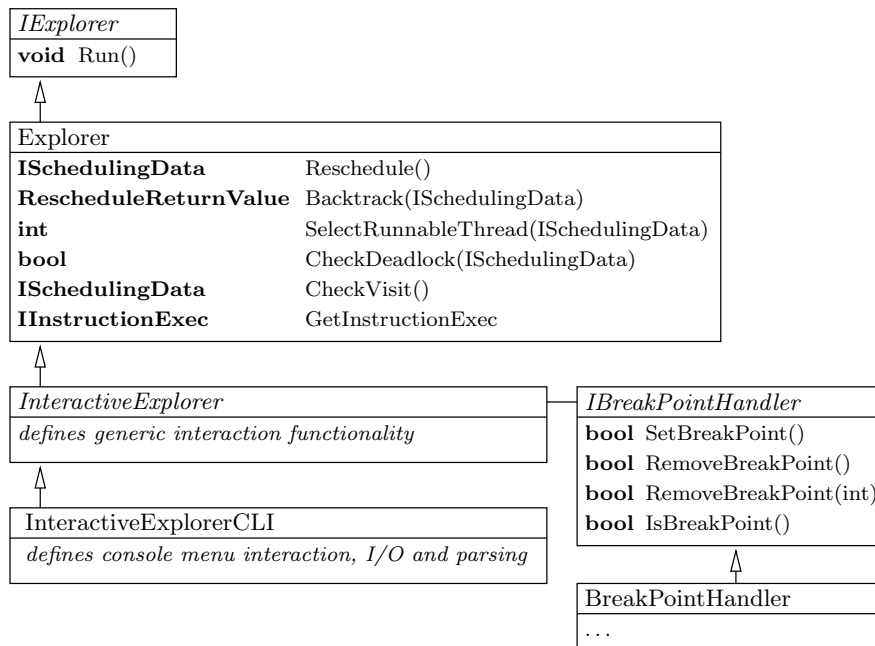 IExplorer
void Run()
Explorer
ISchedulingData Reschedule()
RescheduleReturnValue Backtrack(ISchedulingData)
int SelectRunnableThread(ISchedulingData)
bool CheckDeadlock(ISchedulingData)
ISchedulingData CheckVisit()
IInstructionExec GetInstructionExec
InteractiveExplorer
defines generic interaction functionality
IBreakPointHandler
bool SetBreakPoint()
bool RemoveBreakPoint()
bool RemoveBreakPoint(int)
bool IsBreakPoint()
InteractiveExplorerCLI
defines console menu interaction, I/O and parsing
BreakPointHandler
...